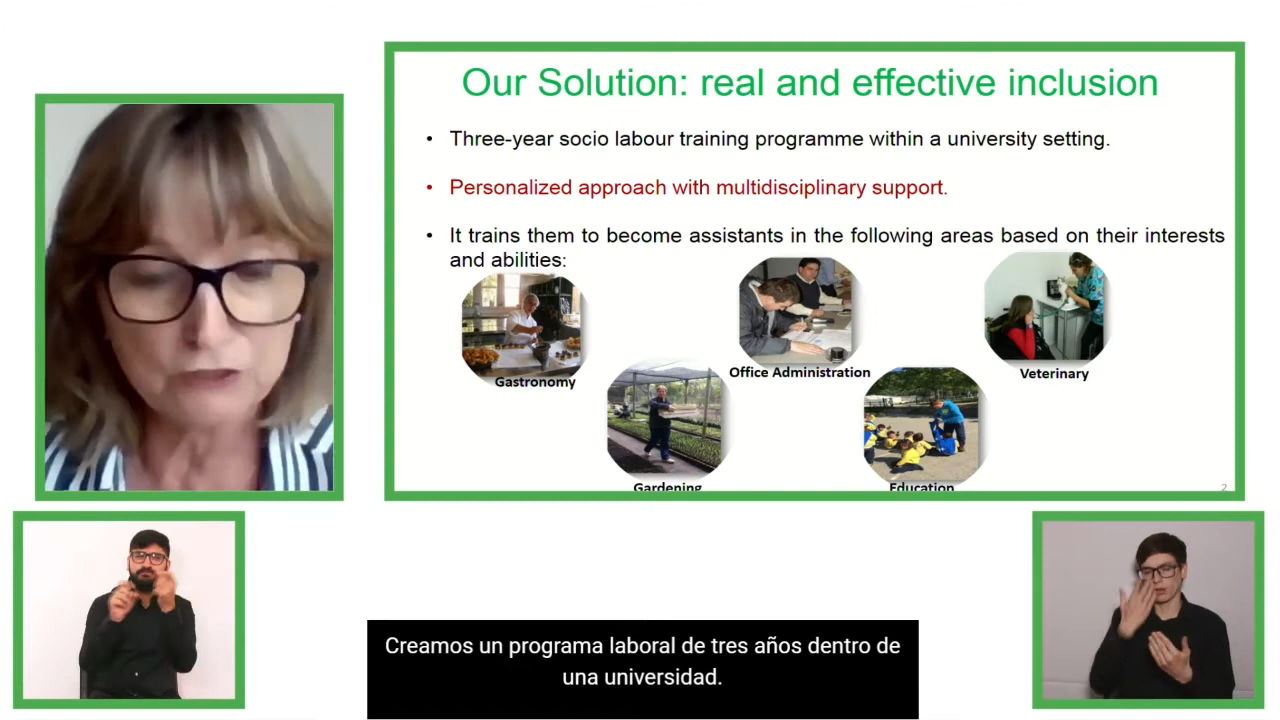 Our Solution: real and effective inclusion
• Three-year socio labour training programme within a university setting.
• Personalized approach with multidisciplinary support.
• It trains them to become assistants in the following areas based on their interests
and abilities:
Gastronomy
Office Administration
Veterinary
Gardening
Education
2
Creamos un programa laboral de tres años dentro de
una universidad.